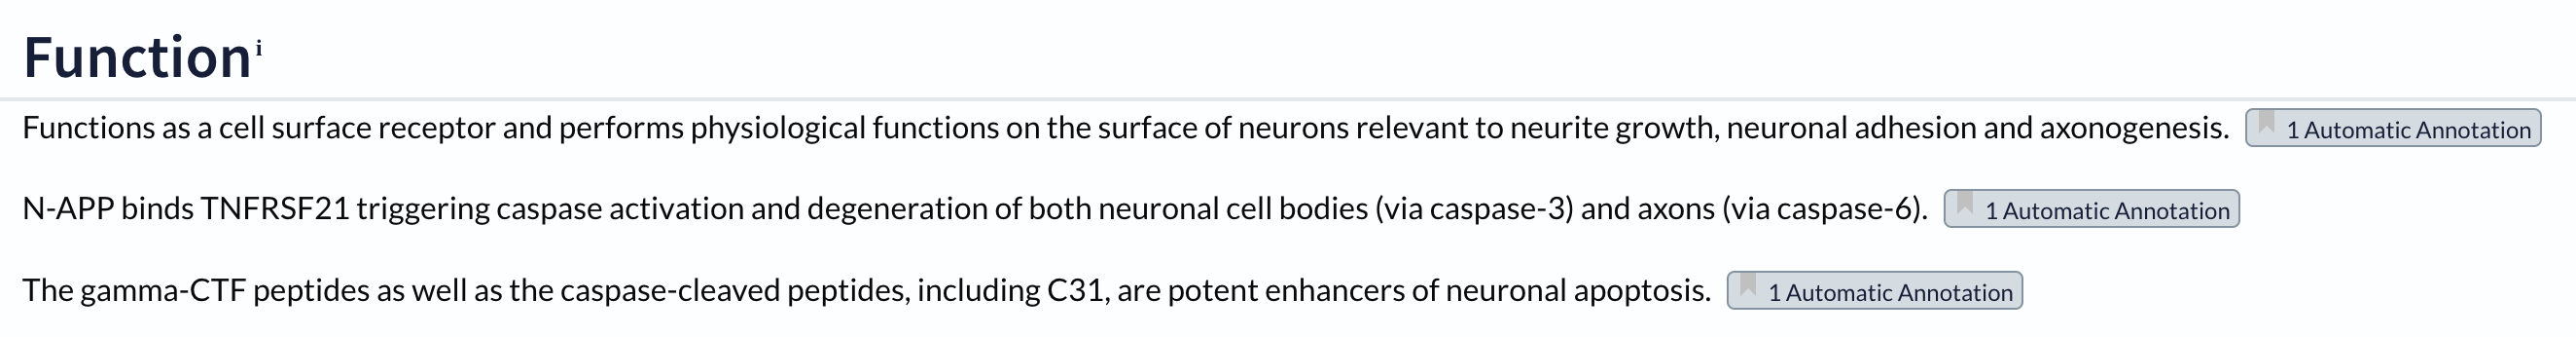 Functionⁱ
Functions as a cell surface receptor and performs physiological functions on the surface of neurons relevant to neurite growth, neuronal adhesion and axonogenesis. 1 Automatic Annotation
N-APP binds TNFRSF21 triggering caspase activation and degeneration of both neuronal cell bodies (via caspase-3) and axons (via caspase-6). 1 Automatic Annotation
The gamma-CTF peptides as well as the caspase-cleaved peptides, including C31, are potent enhancers of neuronal apoptosis. 1 Automatic Annotation